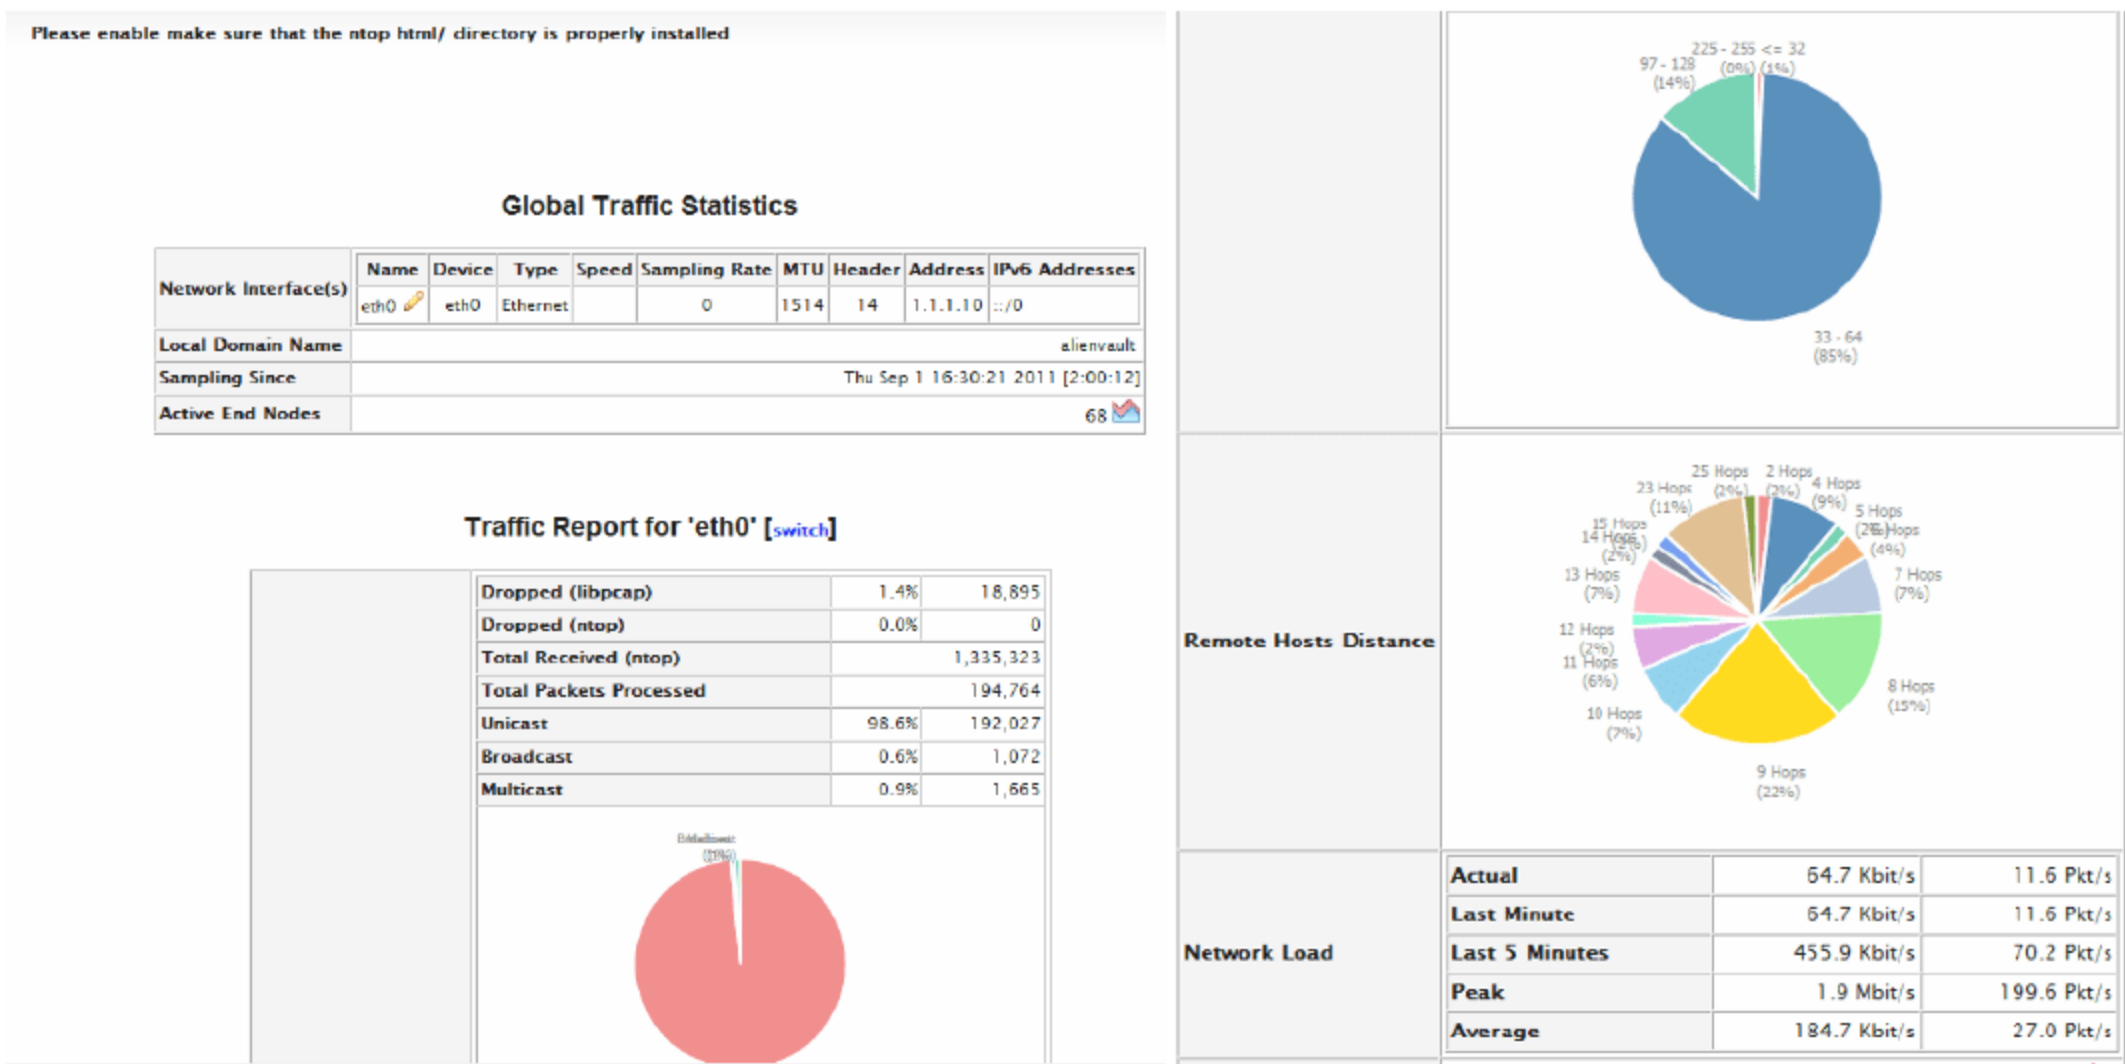 Please enable make sure that the ntop html/ directory is properly installed
Global Traffic Statistics
Network Interface(s)
Name Device Type Speed Sampling Rate MTU Header Address IPv6 Addresses
eth0 eth0 Ethernet 0 1514 14 1.1.1.10 ::/0
Local Domain Name alienvault
Sampling Since Thu Sep 1 16:30:21 2011 [2:00:12]
Active End Nodes 68
Traffic Report for 'eth0' [switch]
Dropped (libpcap) 1.4% 18,895
Dropped (ntop) 0.0% 0
Total Received (ntop) 1,335,323
Total Packets Processed 194,764
Unicast 98.6% 192,027
Broadcast 0.6% 1,072
Multicast 0.9% 1,665
225 - 255 <= 32
(0%) (1%)
97 - 128
(14%)
33 - 64
(85%)
Remote Hosts Distance
25 Hops
(2%)
2 Hops
(2%)
4 Hops
(9%)
5 Hops
Hops
(4%)
7 Hops
(7%)
8 Hops
(15%)
9 Hops
(22%)
10 Hops
(7%)
11 Hops
(6%)
12 Hops
(2%)
13 Hops
(7%)
14 Hops
(2%)
15 Hops
23 Hops
(11%)
Network Load
Actual 64.7 Kbit/s 11.6 Pkt/s
Last Minute 64.7 Kbit/s 11.6 Pkt/s
Last 5 Minutes 455.9 Kbit/s 70.2 Pkt/s
Peak 1.9 Mbit/s 199.6 Pkt/s
Average 184.7 Kbit/s 27.0 Pkt/s